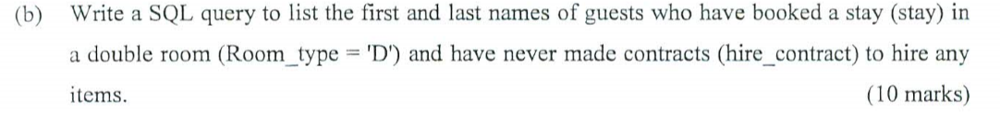 (b) Write a SQL query to list the first and last names of guests who have booked a stay (stay) in
a double room (Room_type = 'D') and have never made contracts (hire_contract) to hire any
items. (10 marks)